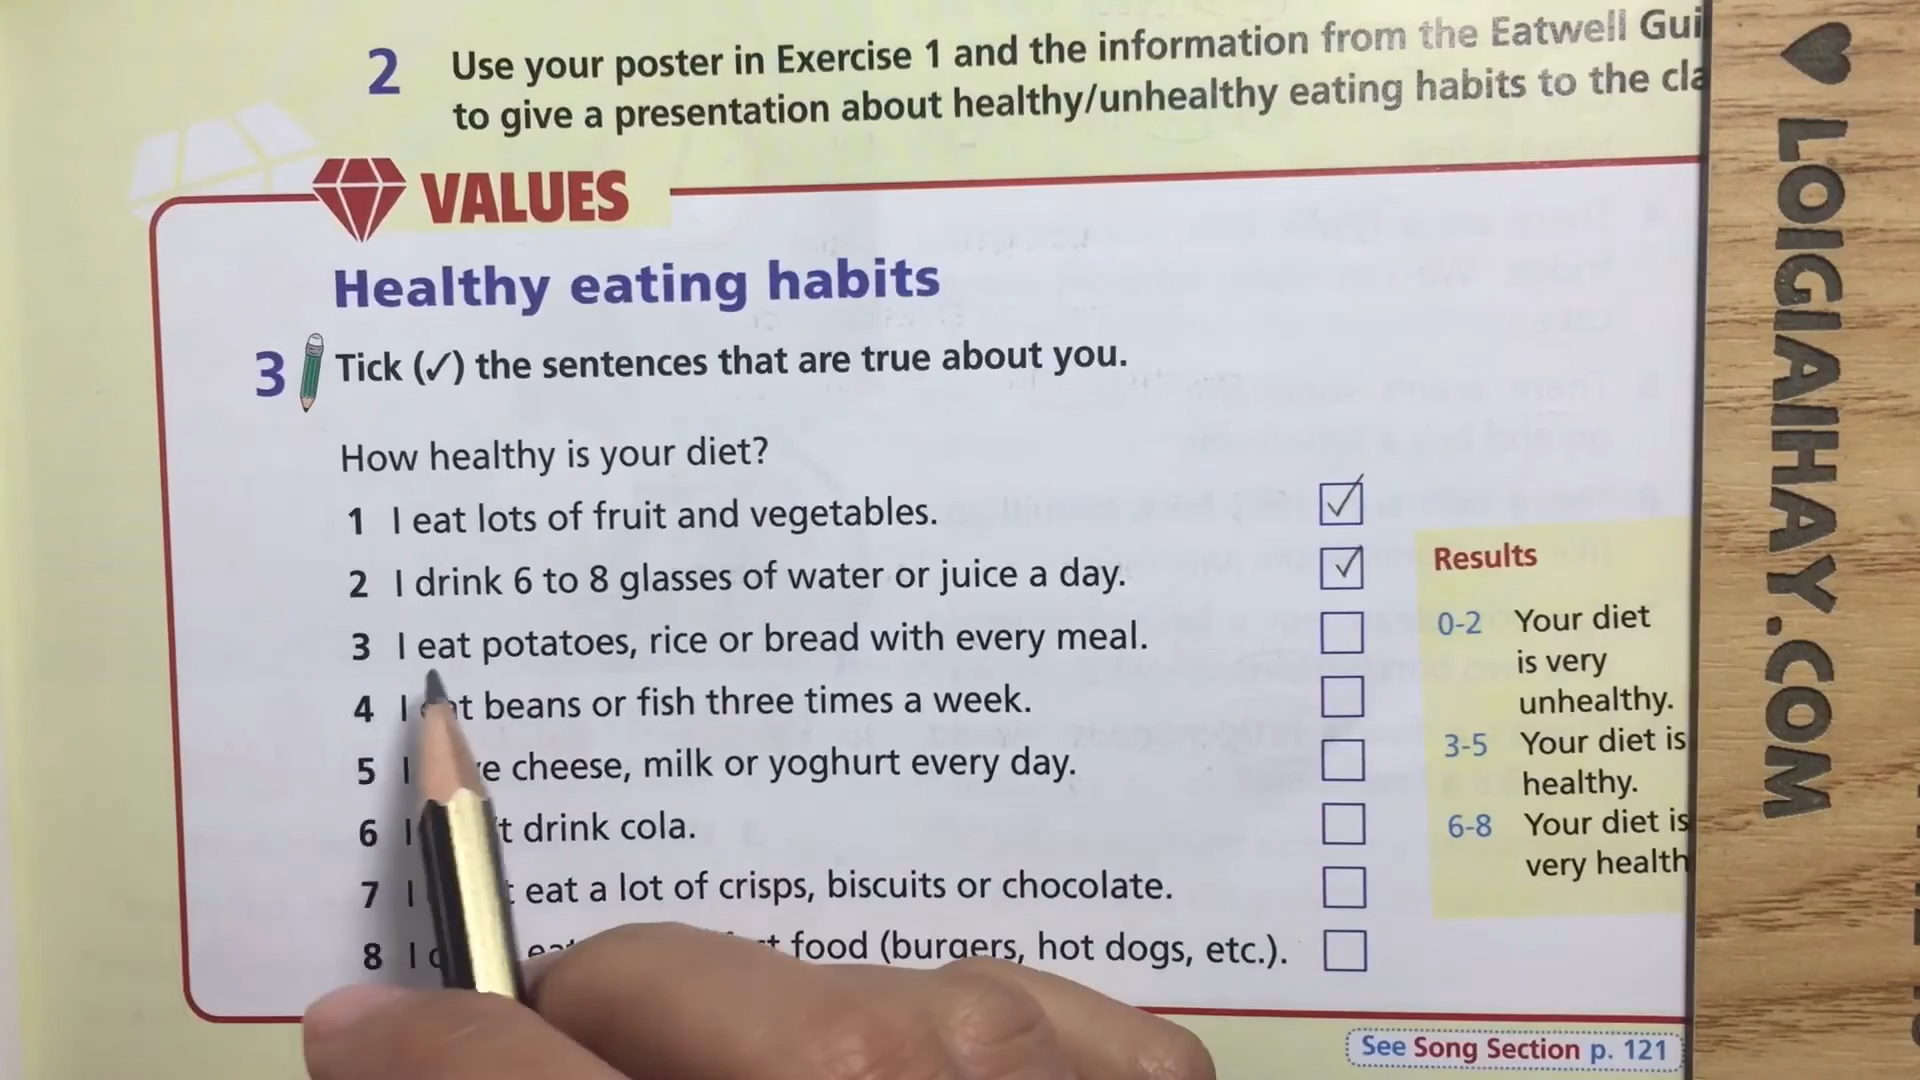 2 Use your poster in Exercise 1 and the information from the Eatwell Gui
to give a presentation about healthy/unhealthy eating habits to the cla
VALUES
Healthy eating habits
3 Tick (✓) the sentences that are true about you.
How healthy is your diet?
1 I eat lots of fruit and vegetables. ✓
2 I drink 6 to 8 glasses of water or juice a day. ✓
3 I eat potatoes, rice or bread with every meal.
4 I beans or fish three times a week.
5 I cheese, milk or yoghurt every day.
6 I drink cola.
7 I eat a lot of crisps, biscuits or chocolate.
8 I food (burgers, hot dogs, etc.).
Results
0-2 Your diet
is very
unhealthy.
3-5 Your diet is
healthy.
6-8 Your diet is
very health
See Song Section p. 121
LOIGIAIHAY.COM